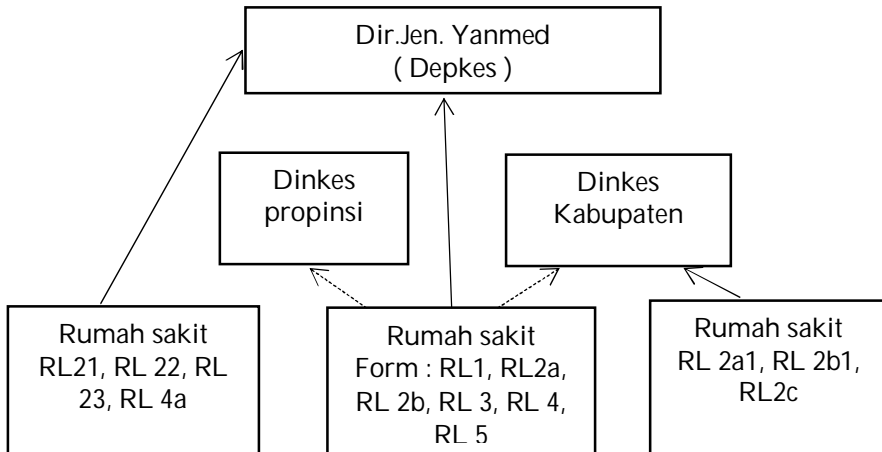 Dir.Jen. Yanmed
( Depkes )
Dinkes
propinsi
Dinkes
Kabupaten
Rumah sakit
RL21, RL 22, RL
23, RL 4a
Rumah sakit
Form : RL1, RL2a,
RL 2b, RL 3, RL 4,
RL 5
Rumah sakit
RL 2a1, RL 2b1,
RL2c